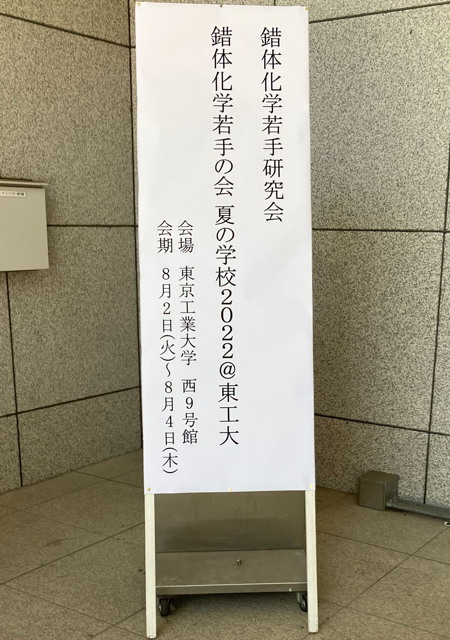 錯体化学若手研究会
錯体化学若手の会 夏の学校2022@東工大
会場 東京工業大学 西9号館
会期 8月2日(火)～8月4日(木)